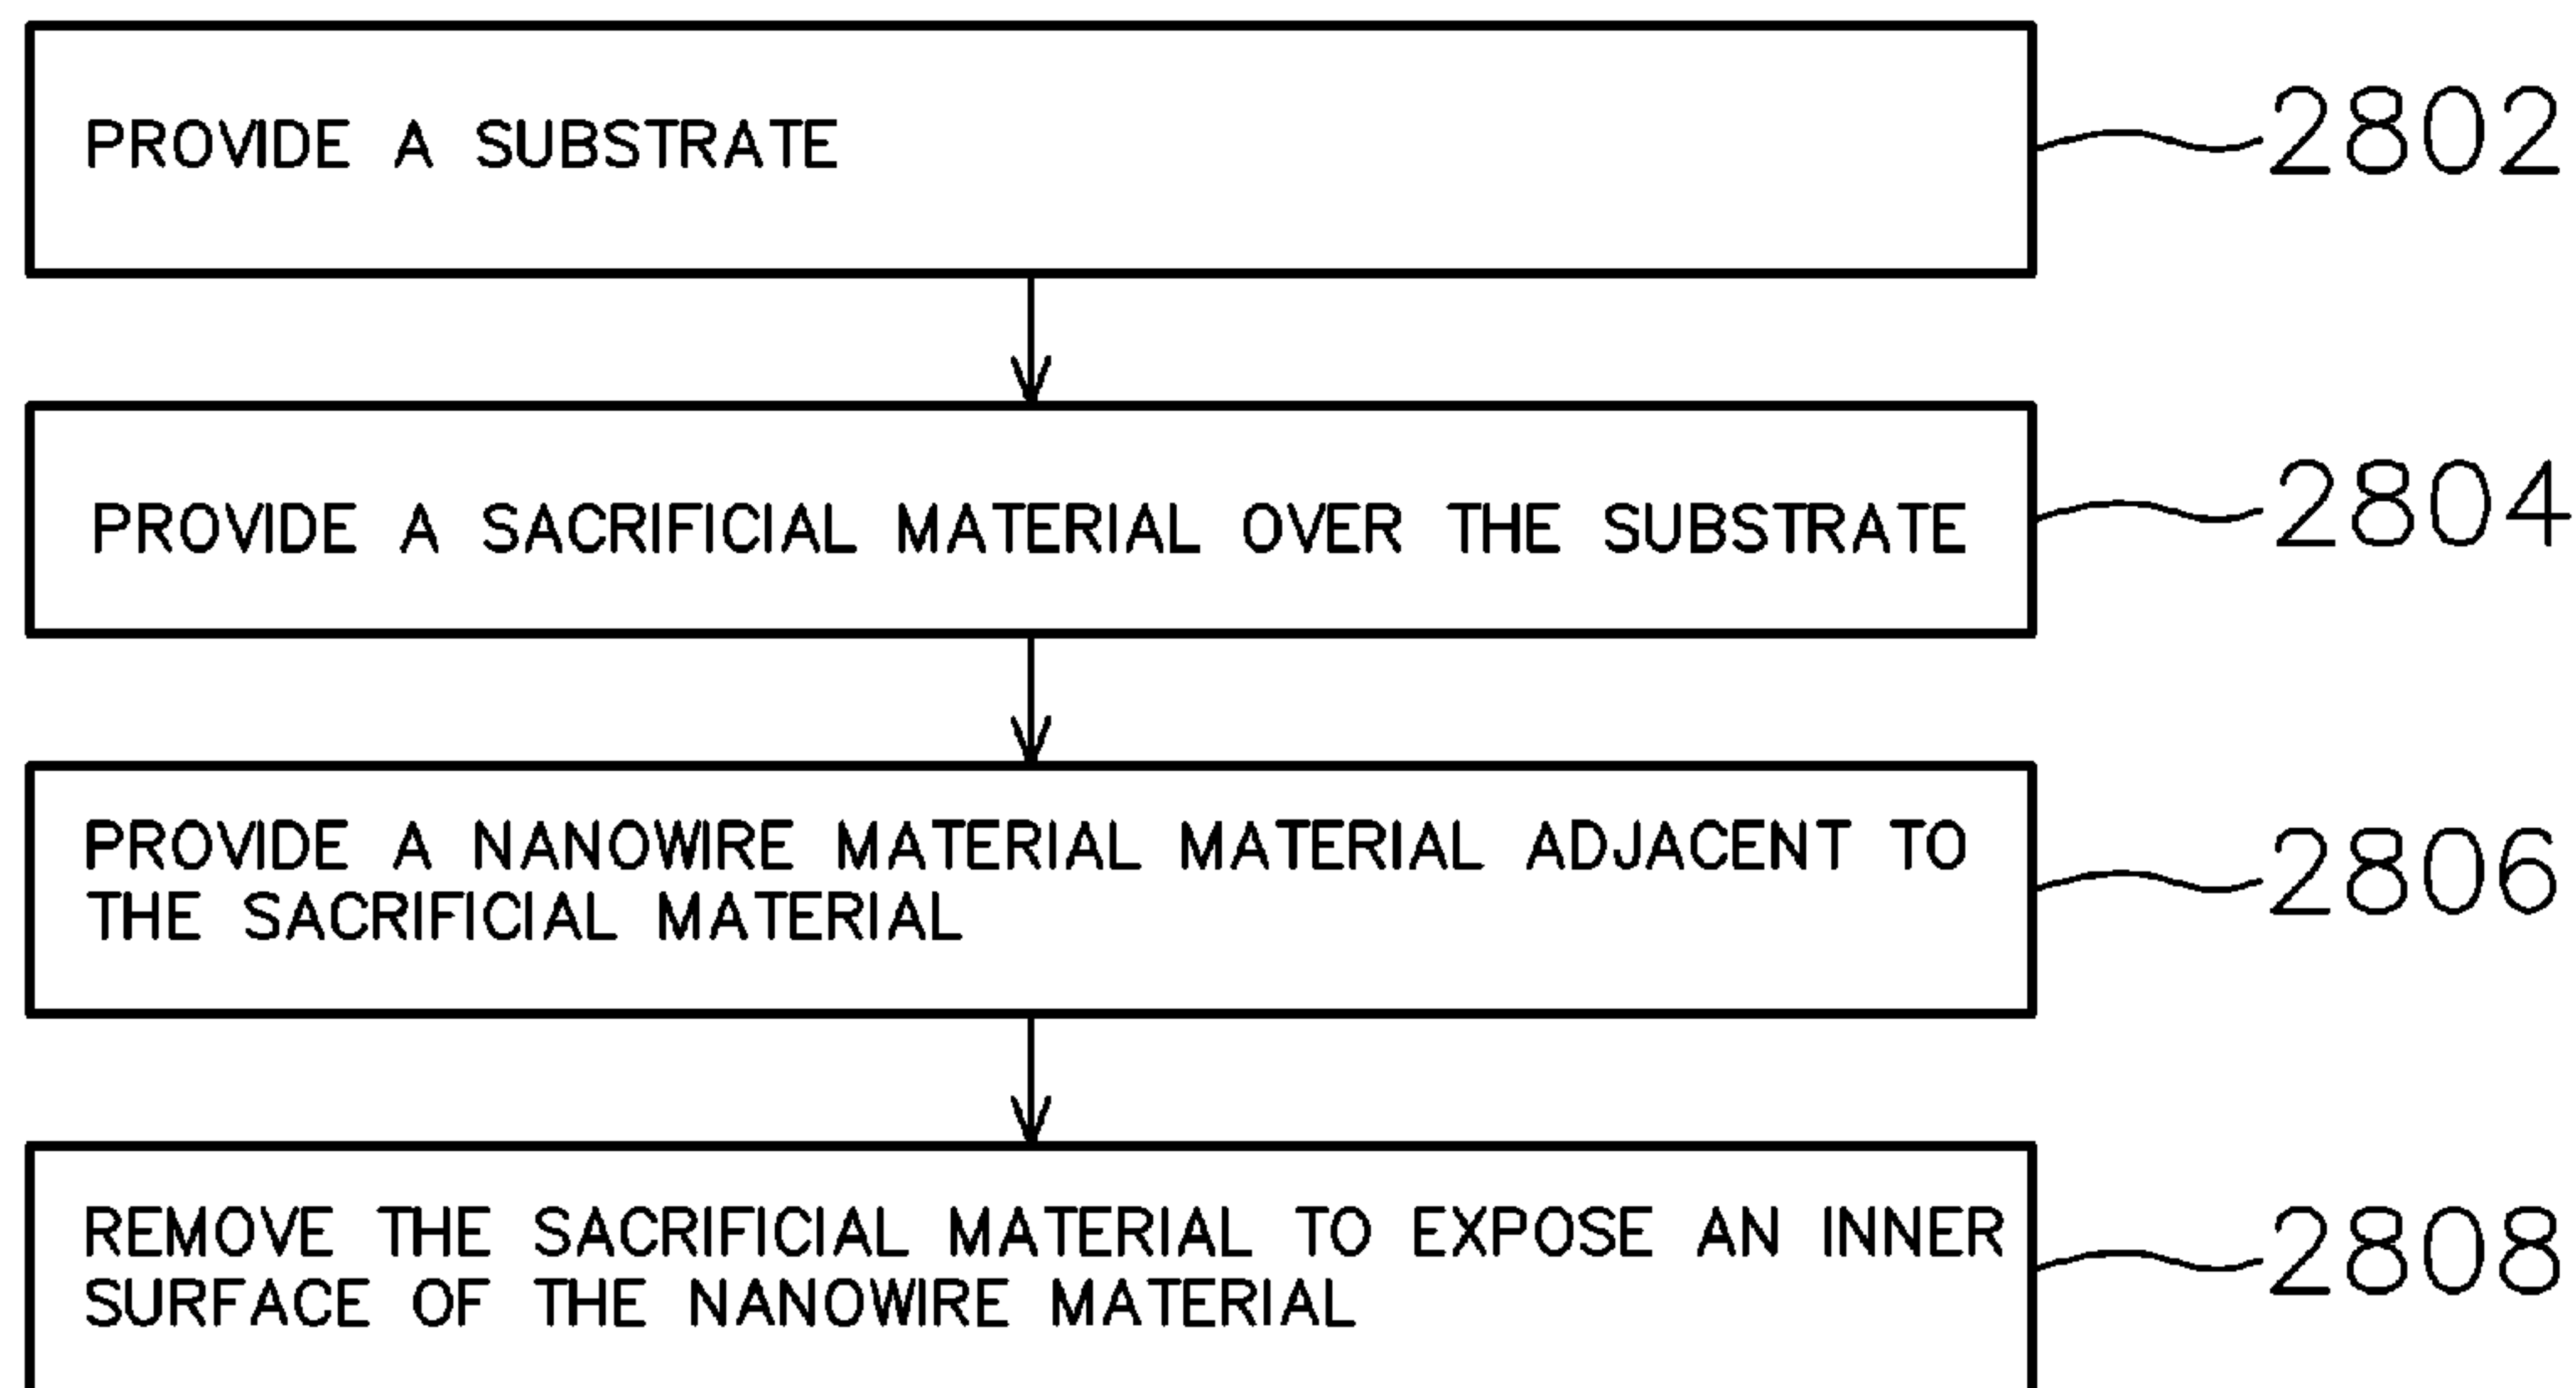 PROVIDE A SUBSTRATE
2802
PROVIDE A SACRIFICIAL MATERIAL OVER THE SUBSTRATE
2804
PROVIDE A NANOWIRE MATERIAL MATERIAL ADJACENT TO
THE SACRIFICIAL MATERIAL
2806
REMOVE THE SACRIFICIAL MATERIAL TO EXPOSE AN INNER
SURFACE OF THE NANOWIRE MATERIAL
2808